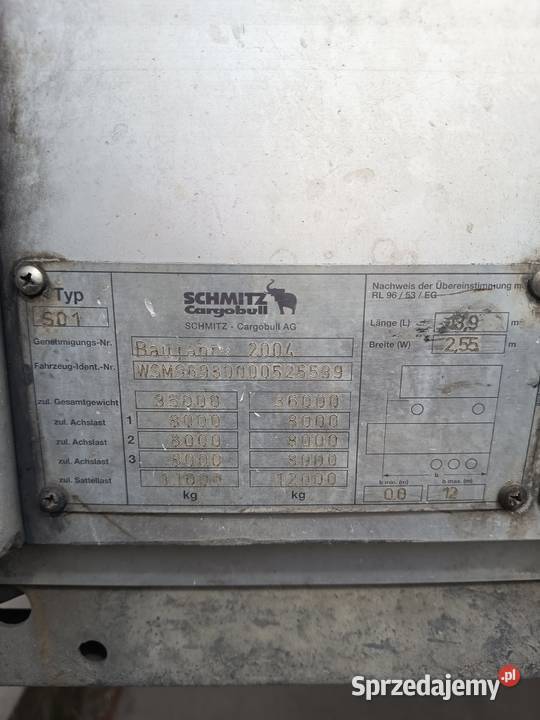 Typ
S01
SCHMITZ
Cargobull
SCHMITZ - Cargobull AG
Nachweis der Übereinstimmung
RL 96 / 53 / EG
Länge (L) m
Breite (W) 2,55 m
Genehmigungs-Nr. Baujahr 2004
Fahrzeug-Ident.-Nr.
zul. Gesamtgewicht 36000 36000
zul. Achslast 1 8000 8000
zul. Achslast 2 8000 8000
zul. Achslast 3 8000 8000
zul. Sattellast 12000
kg kg
b
b min. (m) b max. (m)
12
Sprzedajemy.pl